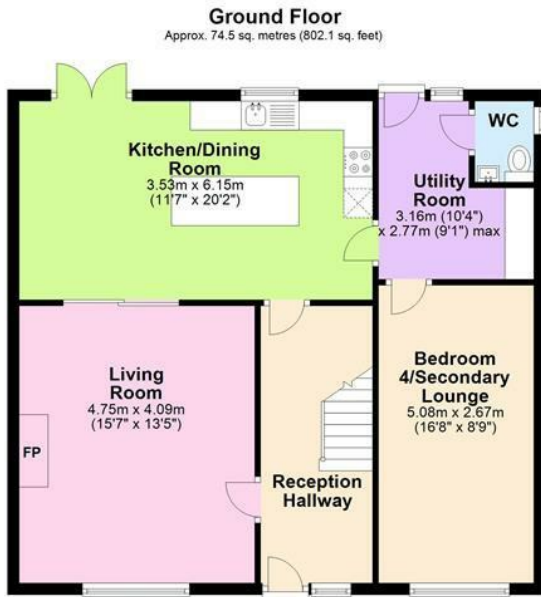 Ground Floor
Approx. 74.5 sq. metres (802.1 sq. feet)
WC
Kitchen/Dining
Room
3.53m x 6.15m
(11'7" x 20'2")
Utility
Room
3.16m (10'4")
x 2.77m (9'1") max
Living
Room
4.75m x 4.09m
(15'7" x 13'5")
FP
Reception
Hallway
Bedroom
4/Secondary
Lounge
5.08m x 2.67m
(16'8" x 8'9")